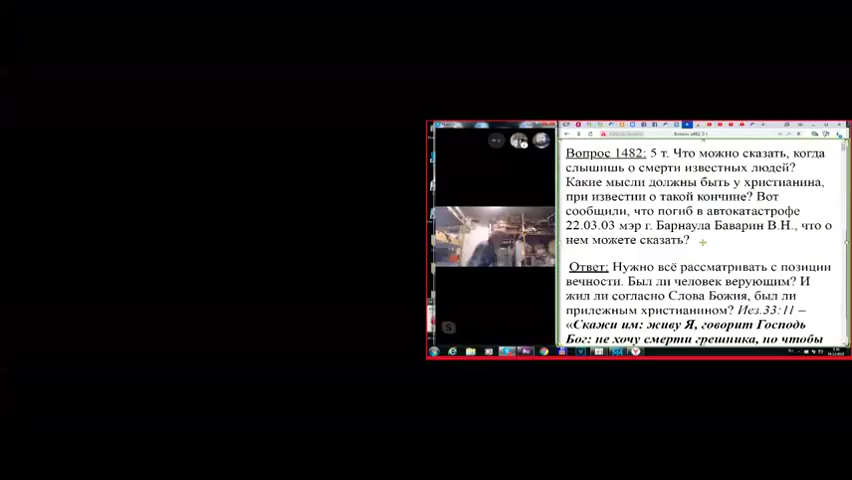 Вопрос 1482: 5 т. Что можно сказать, когда
слышишь о смерти известных людей?
Какие мысли должны быть у христианина,
при известии о такой кончине? Вот
сообщили, что погиб в автокатастрофе
22.03.03 мэр г. Барнаула Баварин В.Н., что о
нем можете сказать?
Ответ: Нужно всё рассматривать с позиции
вечности. Был ли человек верующим? И
жил ли согласно Слова Божия, был ли
прилежным христианином? Иез.33:11 –
«Скажи им: живу Я, говорит Господь
Бог: не хочу смерти грешника, но чтобы